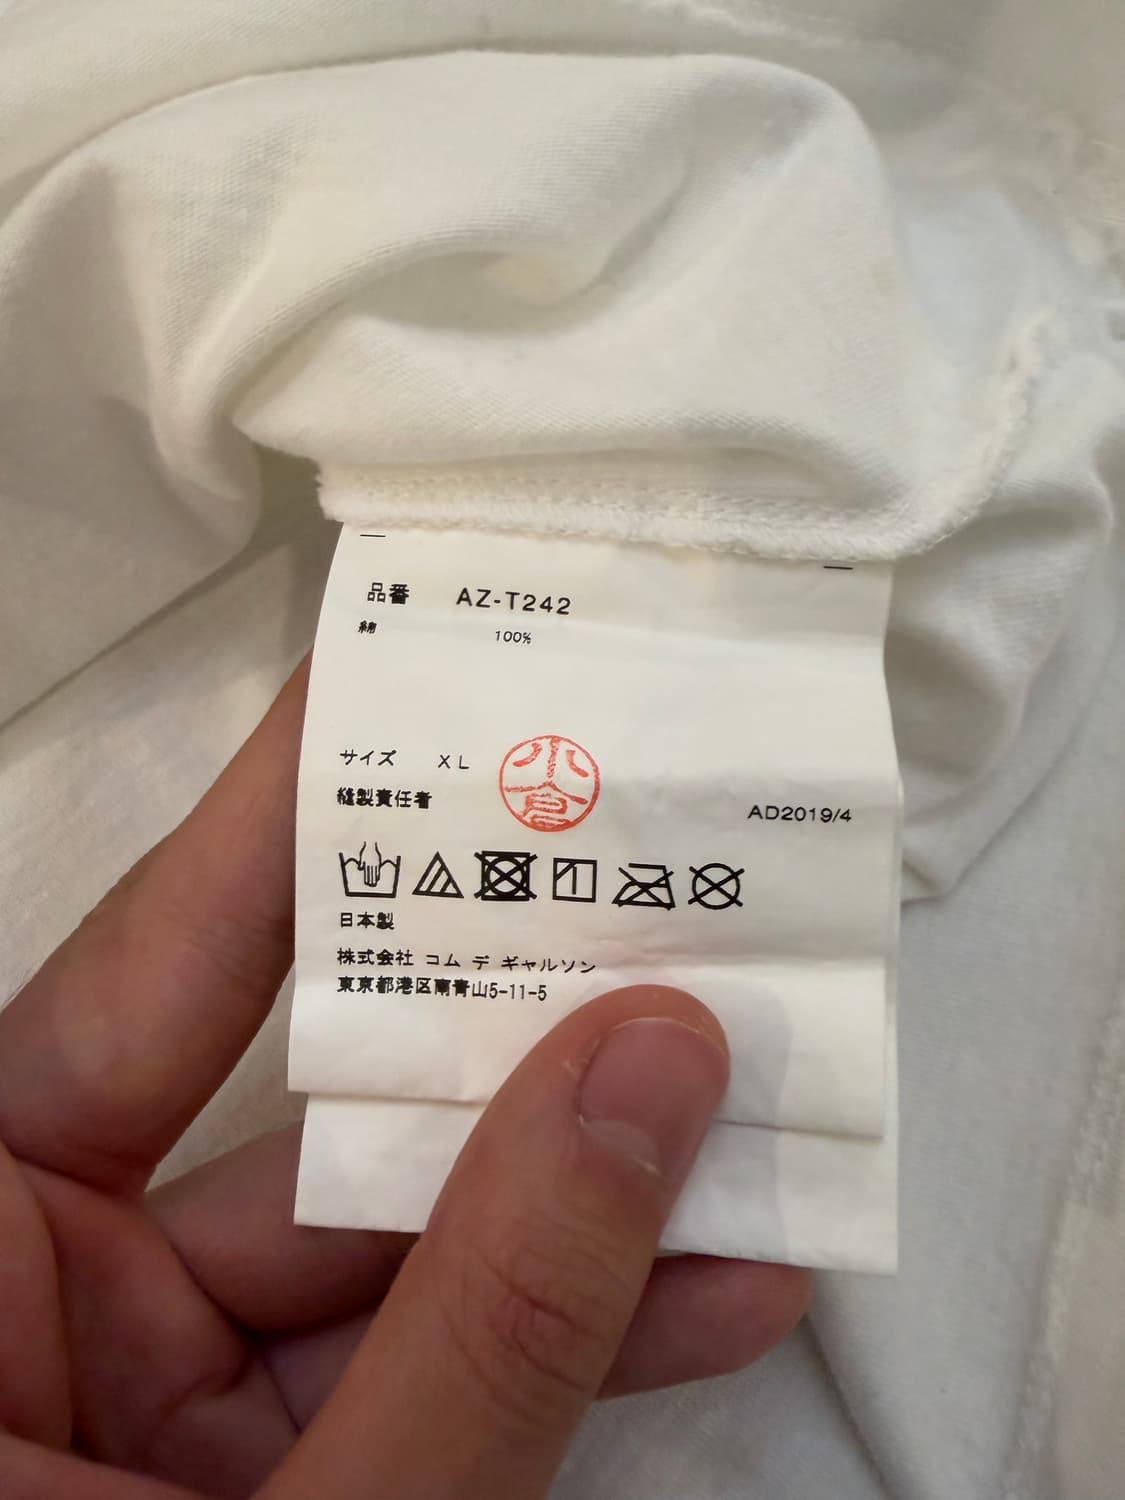 品番 AZ-T242
綿 100%
サイズ XL
小倉
縫製責任者
AD2019/4
日本製
株式会社 コム デ ギャルソン
東京都港区南青山5-11-5